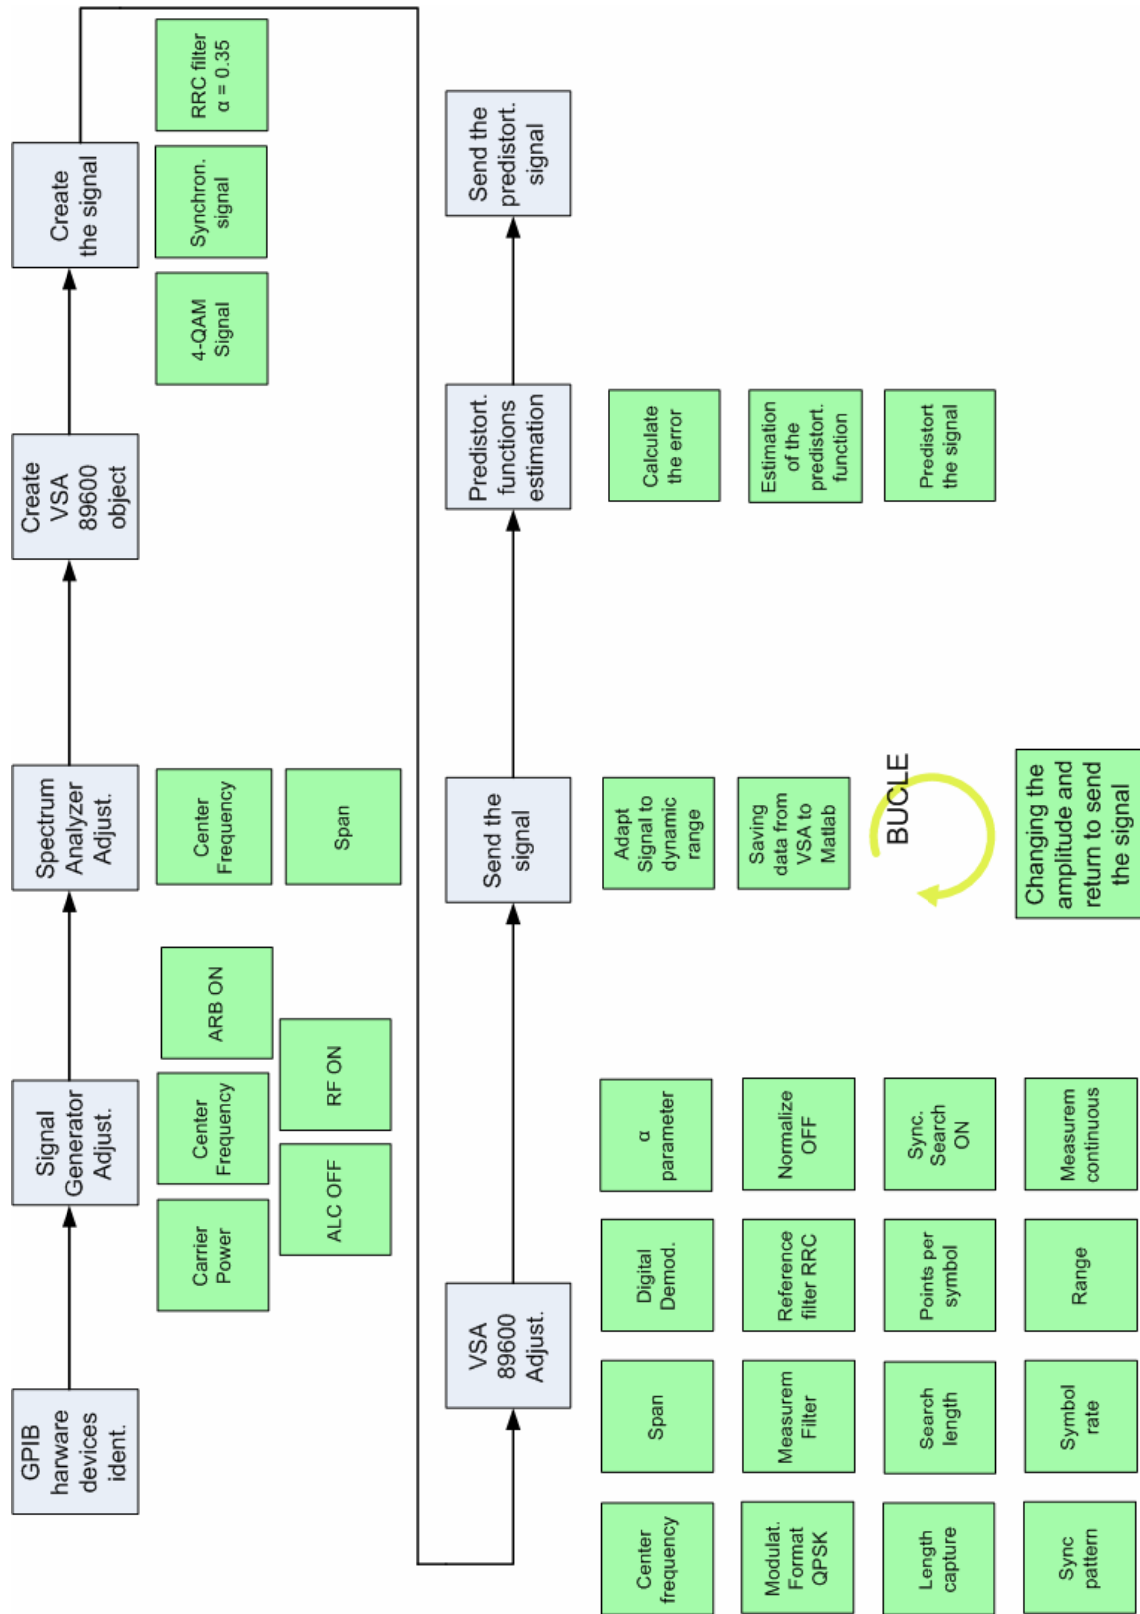 GPIB
harware
devices
ident.
Signal
Generator
Adjust.
Carrier
Power
Center
Frequency
ARB ON
ALC OFF
RF ON
Spectrum
Analyzer
Adjust.
Center
Frequency
Span
Create
VSA
89600
object
Create
the signal
4-QAM
Signal
Synchron.
signal
RRC filter
α = 0.35
VSA
89600
Adjust.
Center
frequency
Span
Digital
Demod.
α
parameter
Modulat.
Format
QPSK
Measurem
Filter
Reference
filter RRC
Normalize
OFF
Length
capture
Search
length
Points per
symbol
Sync.
Search
ON
Sync
pattern
Symbol
rate
Range
Measurem
continuous
Send the
signal
Adapt
Signal to
dynamic
range
Saving
data from
VSA to
Matlab
BUCLE
Changing the
amplitude and
return to send
the signal
Predistort.
functions
estimation
Calculate
the error
Estimation
of the
predistort.
function
Predistort
the signal
Send the
predistort.
signal